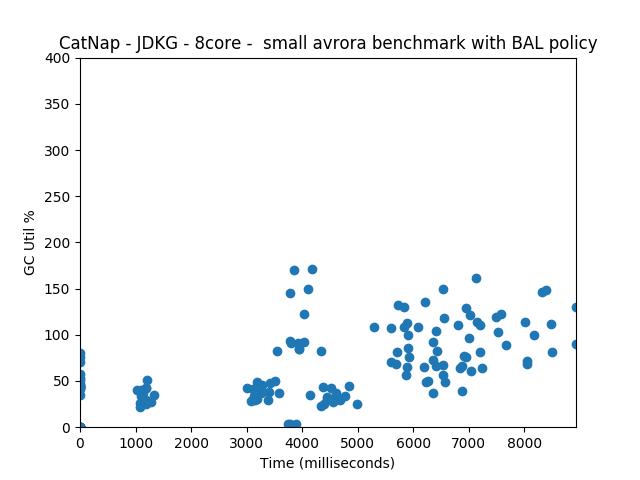 CatNap - JDKG - 8core -  small avrora benchmark with BAL policy
400
350
300
250
200
150
100
50
0
GC Util %
0 1000 2000 3000 4000 5000 6000 7000 8000
Time (milliseconds)